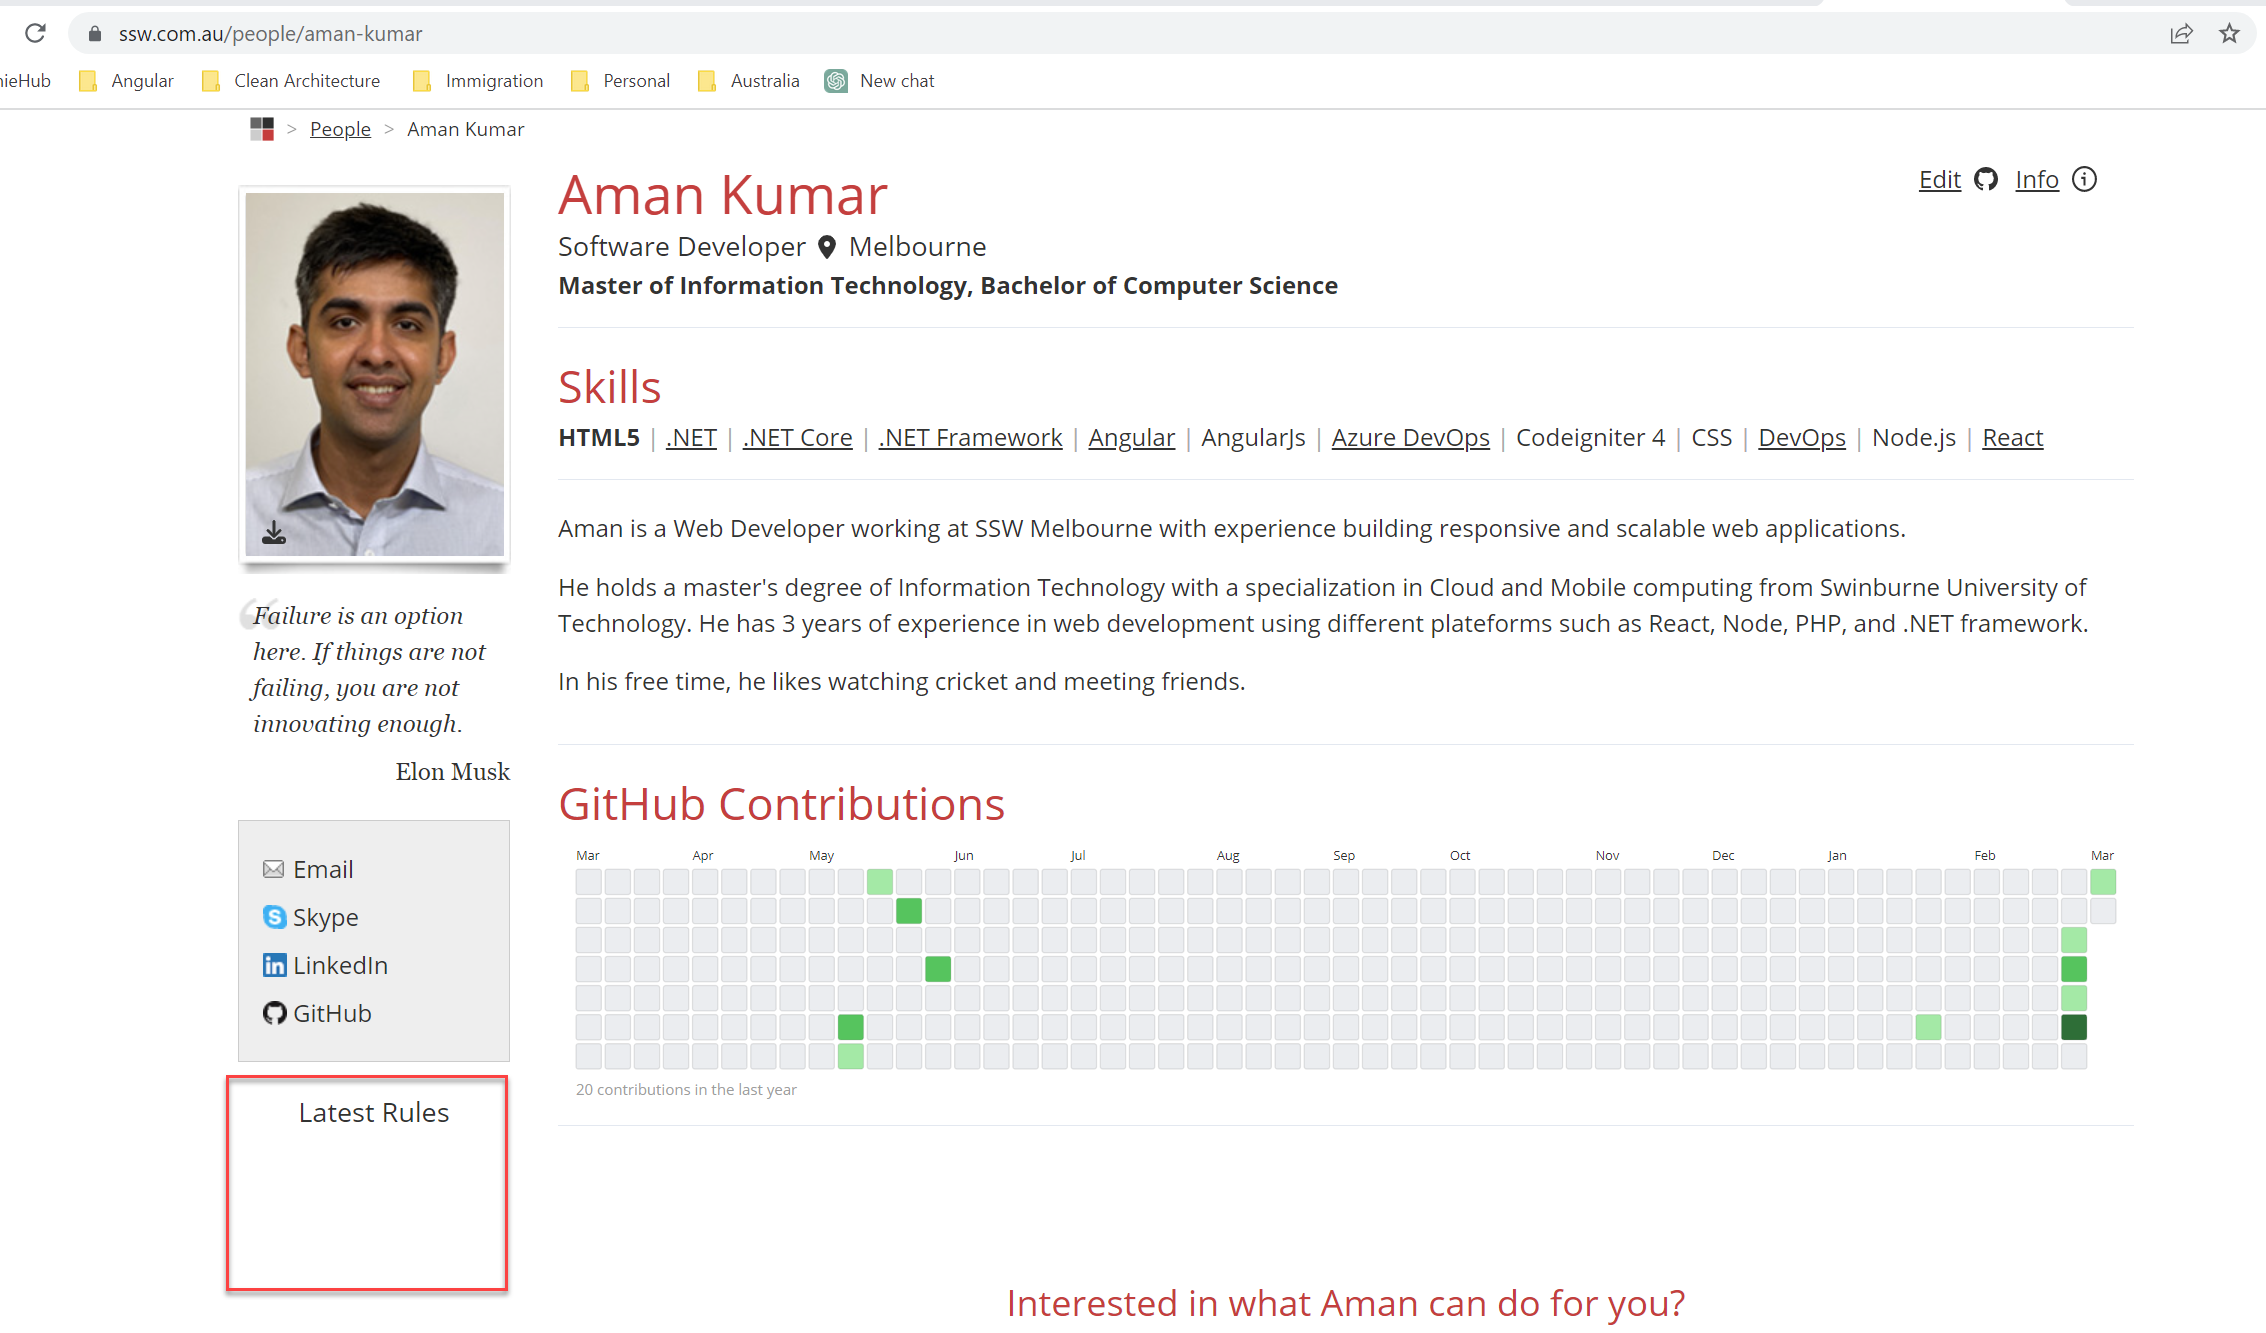 ssw.com.au/people/aman-kumar
nieHub Angular Clean Architecture Immigration Personal Australia New chat
> People > Aman Kumar
Edit Info
Aman Kumar
Software Developer Melbourne
Master of Information Technology, Bachelor of Computer Science
Skills
HTML5 | .NET | .NET Core | .NET Framework | Angular | AngularJs | Azure DevOps | Codeigniter 4 | CSS | DevOps | Node.js | React
Aman is a Web Developer working at SSW Melbourne with experience building responsive and scalable web applications.
He holds a master's degree of Information Technology with a specialization in Cloud and Mobile computing from Swinburne University of
Technology. He has 3 years of experience in web development using different plateforms such as React, Node, PHP, and .NET framework.
In his free time, he likes watching cricket and meeting friends.
“Failure is an option
here. If things are not
failing, you are not
innovating enough.
Elon Musk
Email
Skype
LinkedIn
GitHub
Latest Rules
GitHub Contributions
Mar Apr May Jun Jul Aug Sep Oct Nov Dec Jan Feb Mar
20 contributions in the last year
Interested in what Aman can do for you?